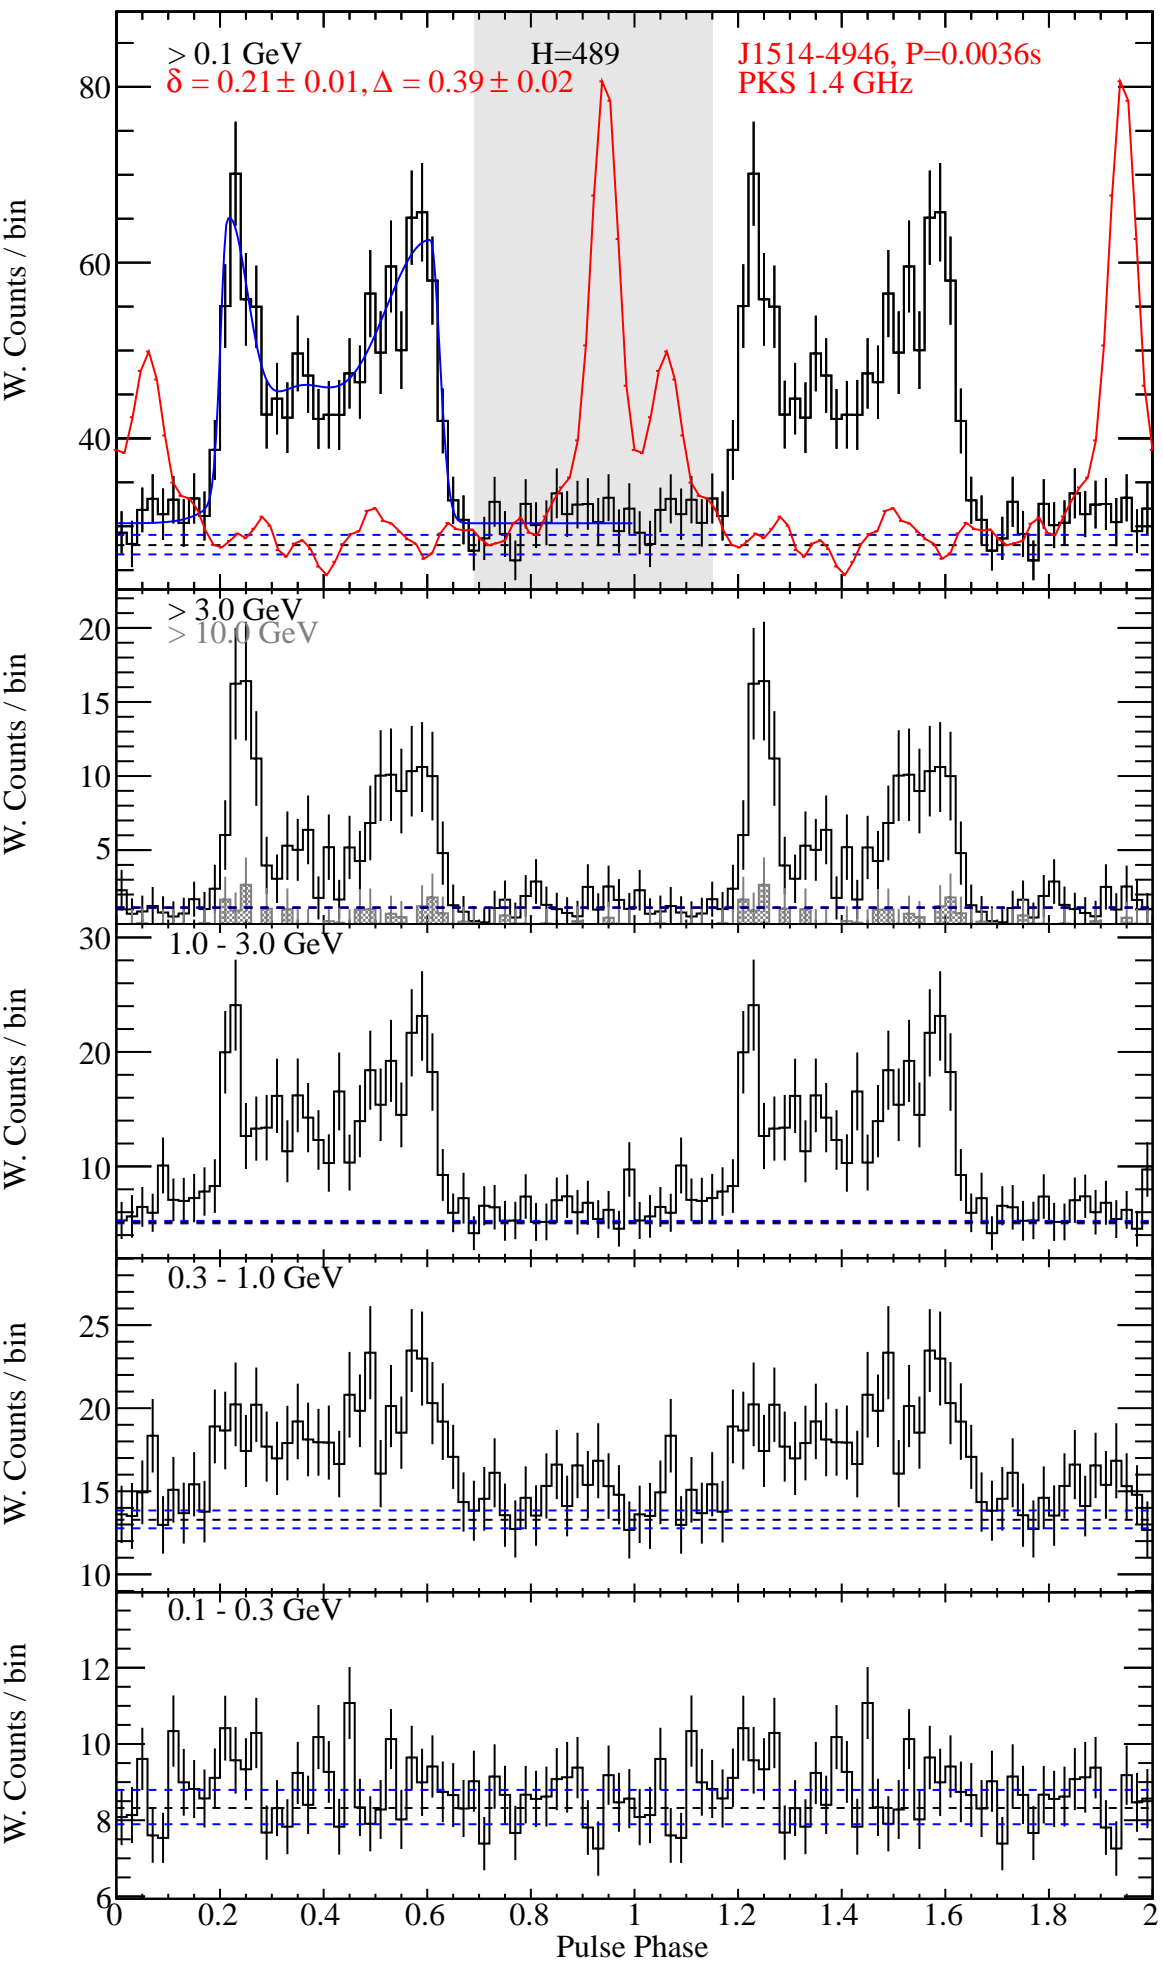 > 0.1 GeV
H=489
J1514-4946, P=0.0036s
δ = 0.21 ± 0.01, Δ = 0.39 ± 0.02
PKS 1.4 GHz
80
60
40
W. Counts / bin
> 3.0 GeV
> 10.0 GeV
20
15
10
5
W. Counts / bin
1.0 - 3.0 GeV
30
20
10
W. Counts / bin
0.3 - 1.0 GeV
25
20
15
10
W. Counts / bin
0.1 - 0.3 GeV
12
10
8
6
W. Counts / bin
0 0.2 0.4 0.6 0.8 1 1.2 1.4 1.6 1.8 2
Pulse Phase